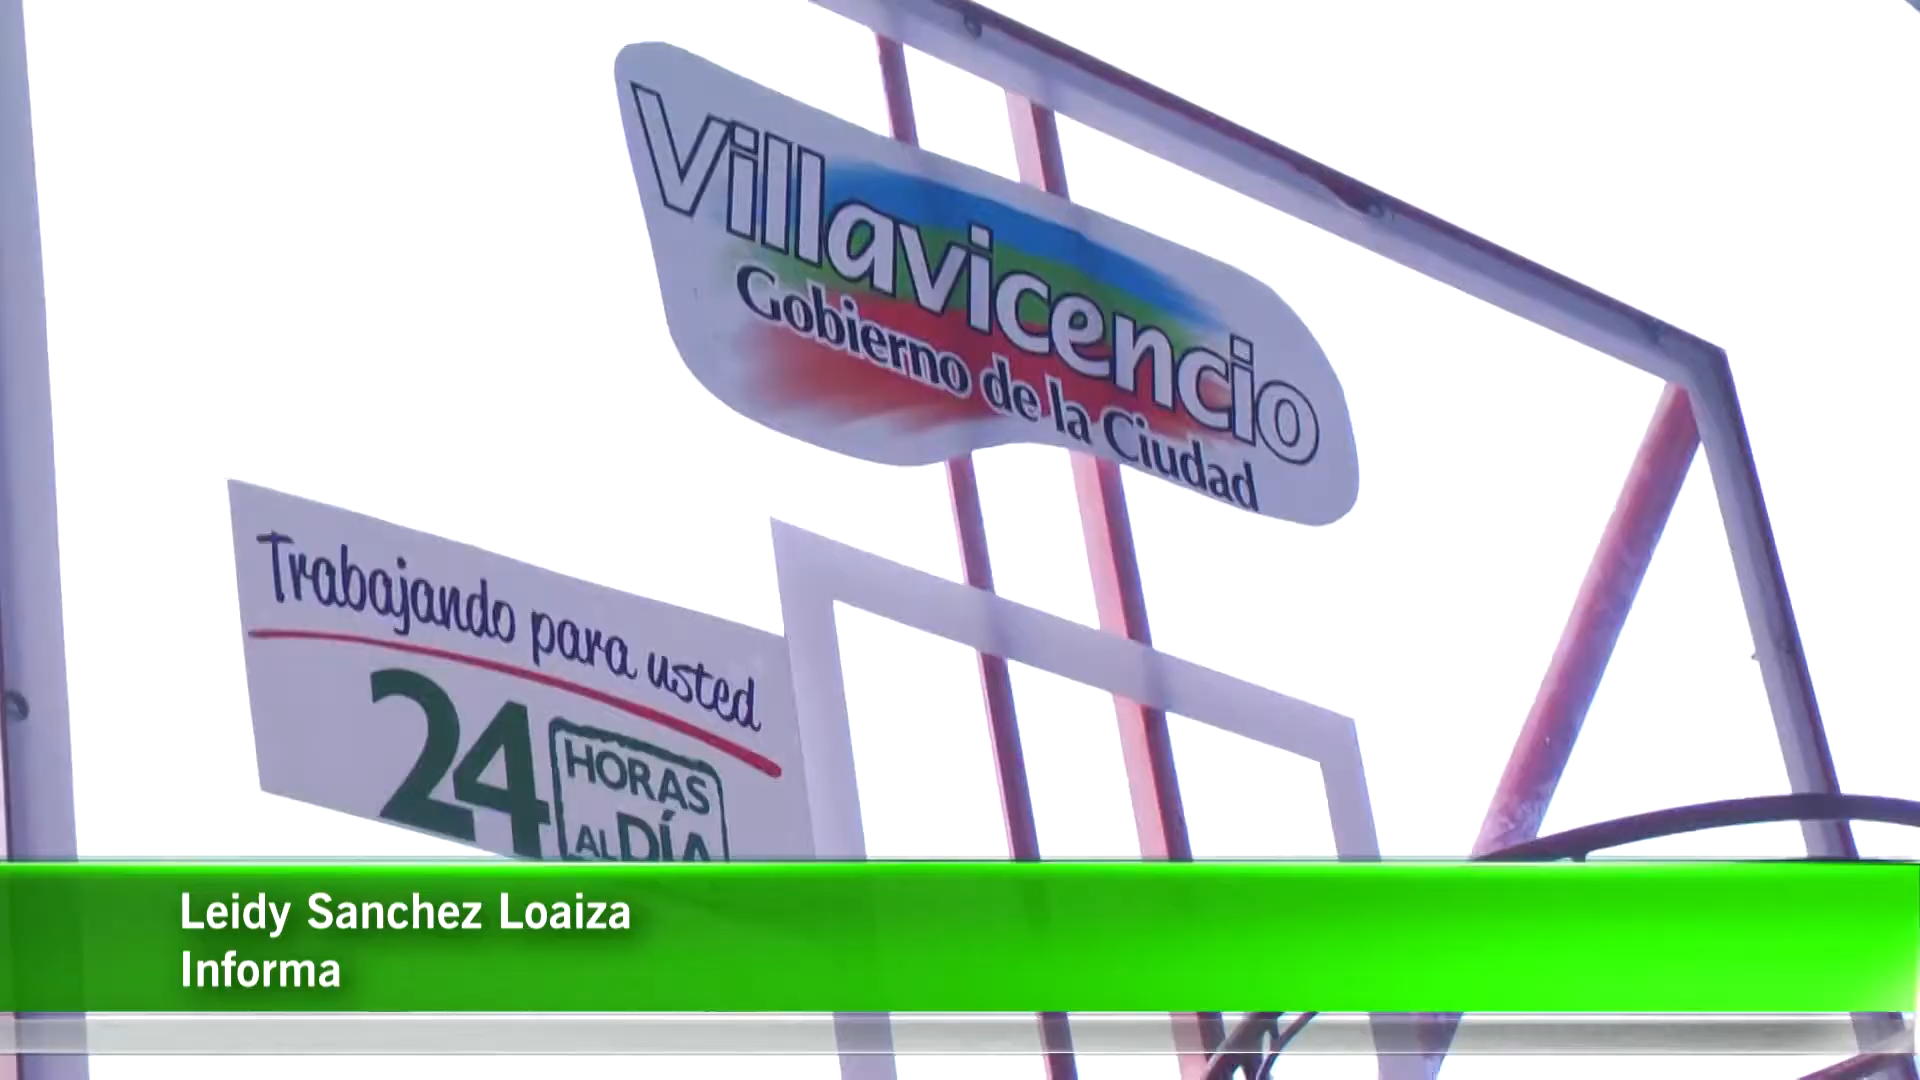 Villavicencio
Gobierno de la Ciudad
Trabajando para usted
24 HORAS
AL DÍA
Leidy Sanchez Loaiza
Informa